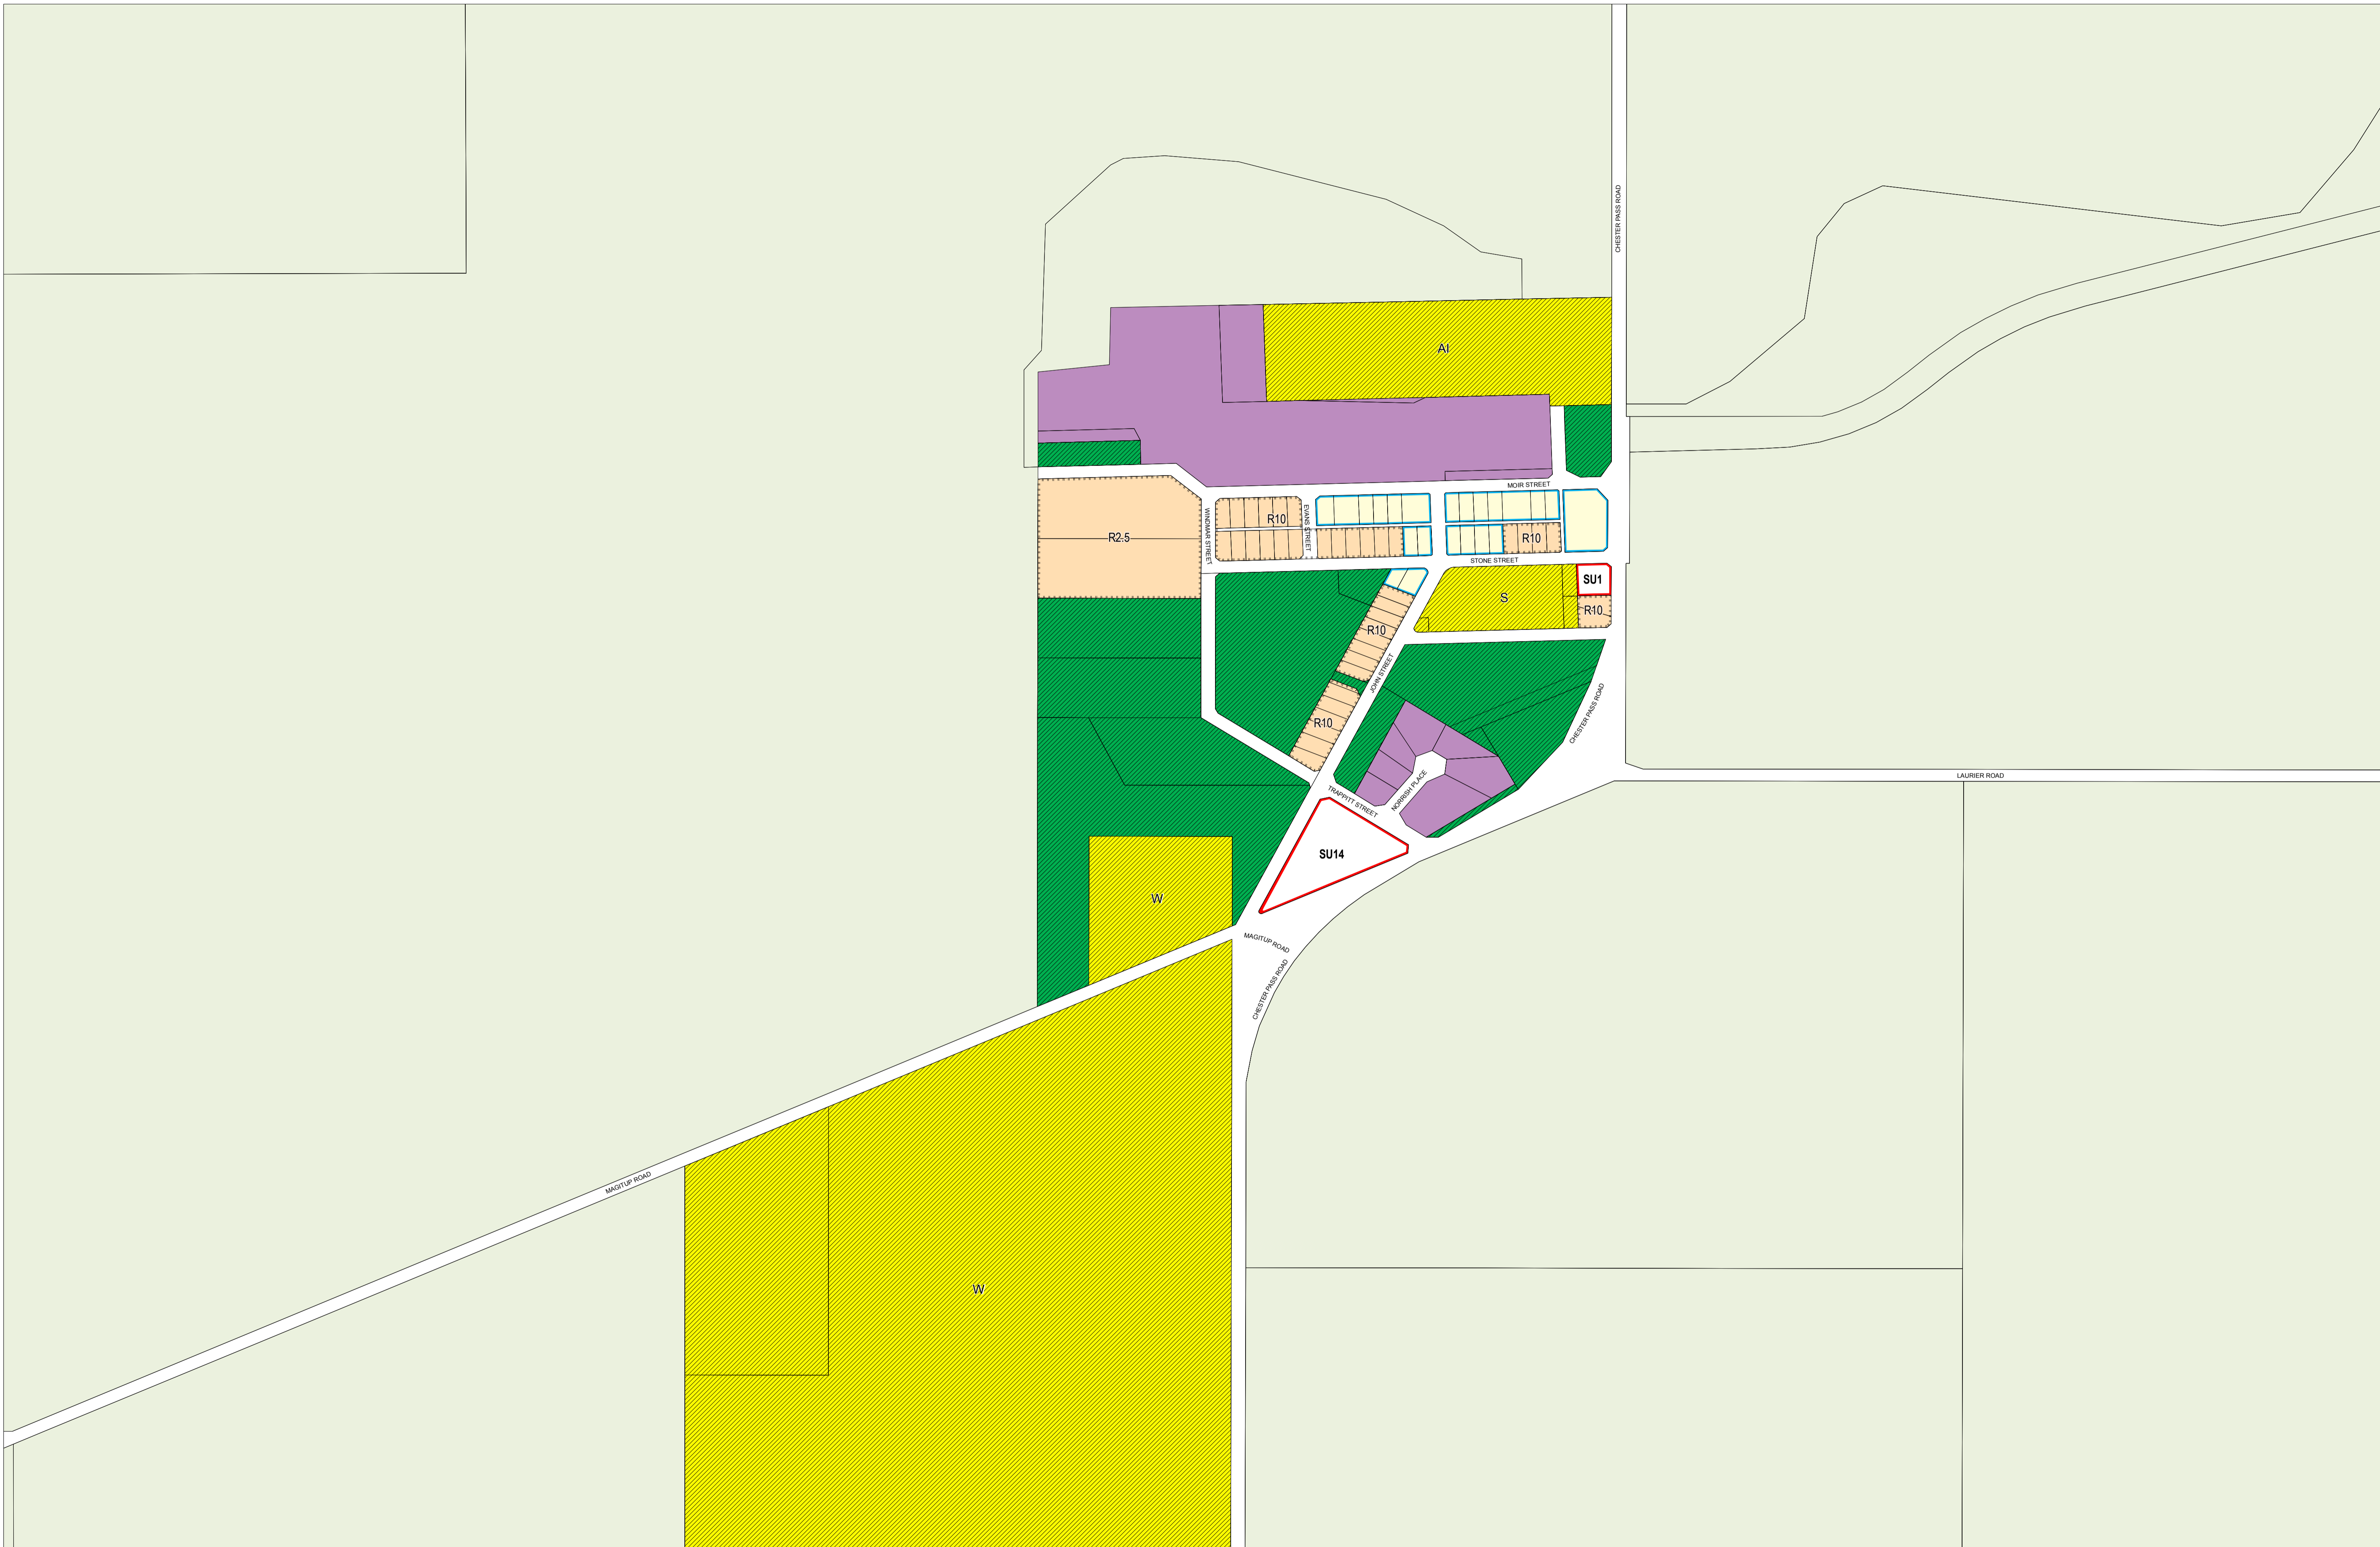 CHESTER PASS ROAD
AI
MOIR STREET
WINDMAR STREET
R10
EVANS STREET
R2.5
R10
STONE STREET
SU1
S
R10
R10
JOHN STREET
CHESTER PASS ROAD
R10
LAURIER ROAD
NORRISH PLACE
TRAPPITT STREET
SU14
W
MAGITUP ROAD
CHESTER PASS ROAD
MAGITUP ROAD
W